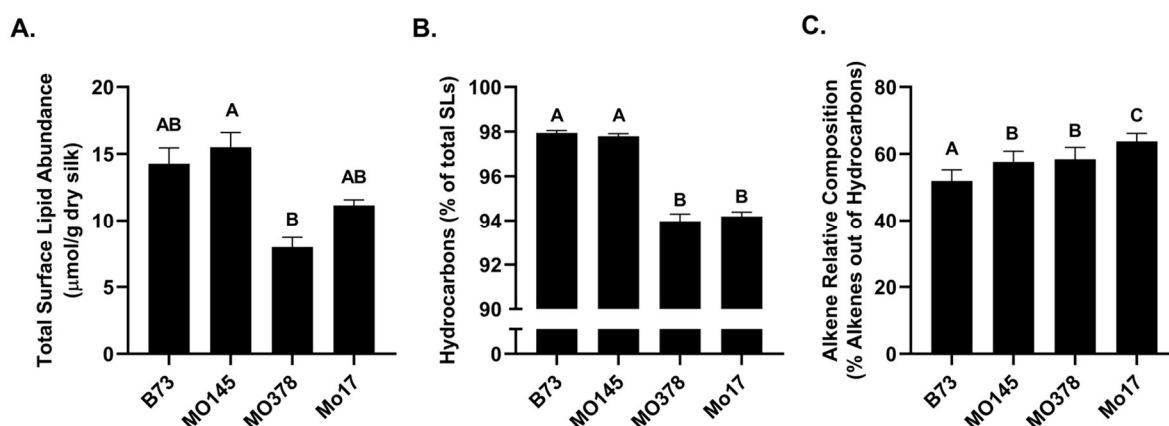 A.
Total Surface Lipid Abundance
(μmol/g dry silk)
20
15
10
5
0
AB
A
B
AB
B73
MO145
MO378
Mo17
B.
Hydrocarbons (% of total SLs)
100
98
96
94
92
90
0
A
A
B
B
B73
MO145
MO378
Mo17
C.
Alkene Relative Composition
(% Alkenes out of Hydrocarbons)
80
60
40
20
0
A
B
B
C
B73
MO145
MO378
Mo17